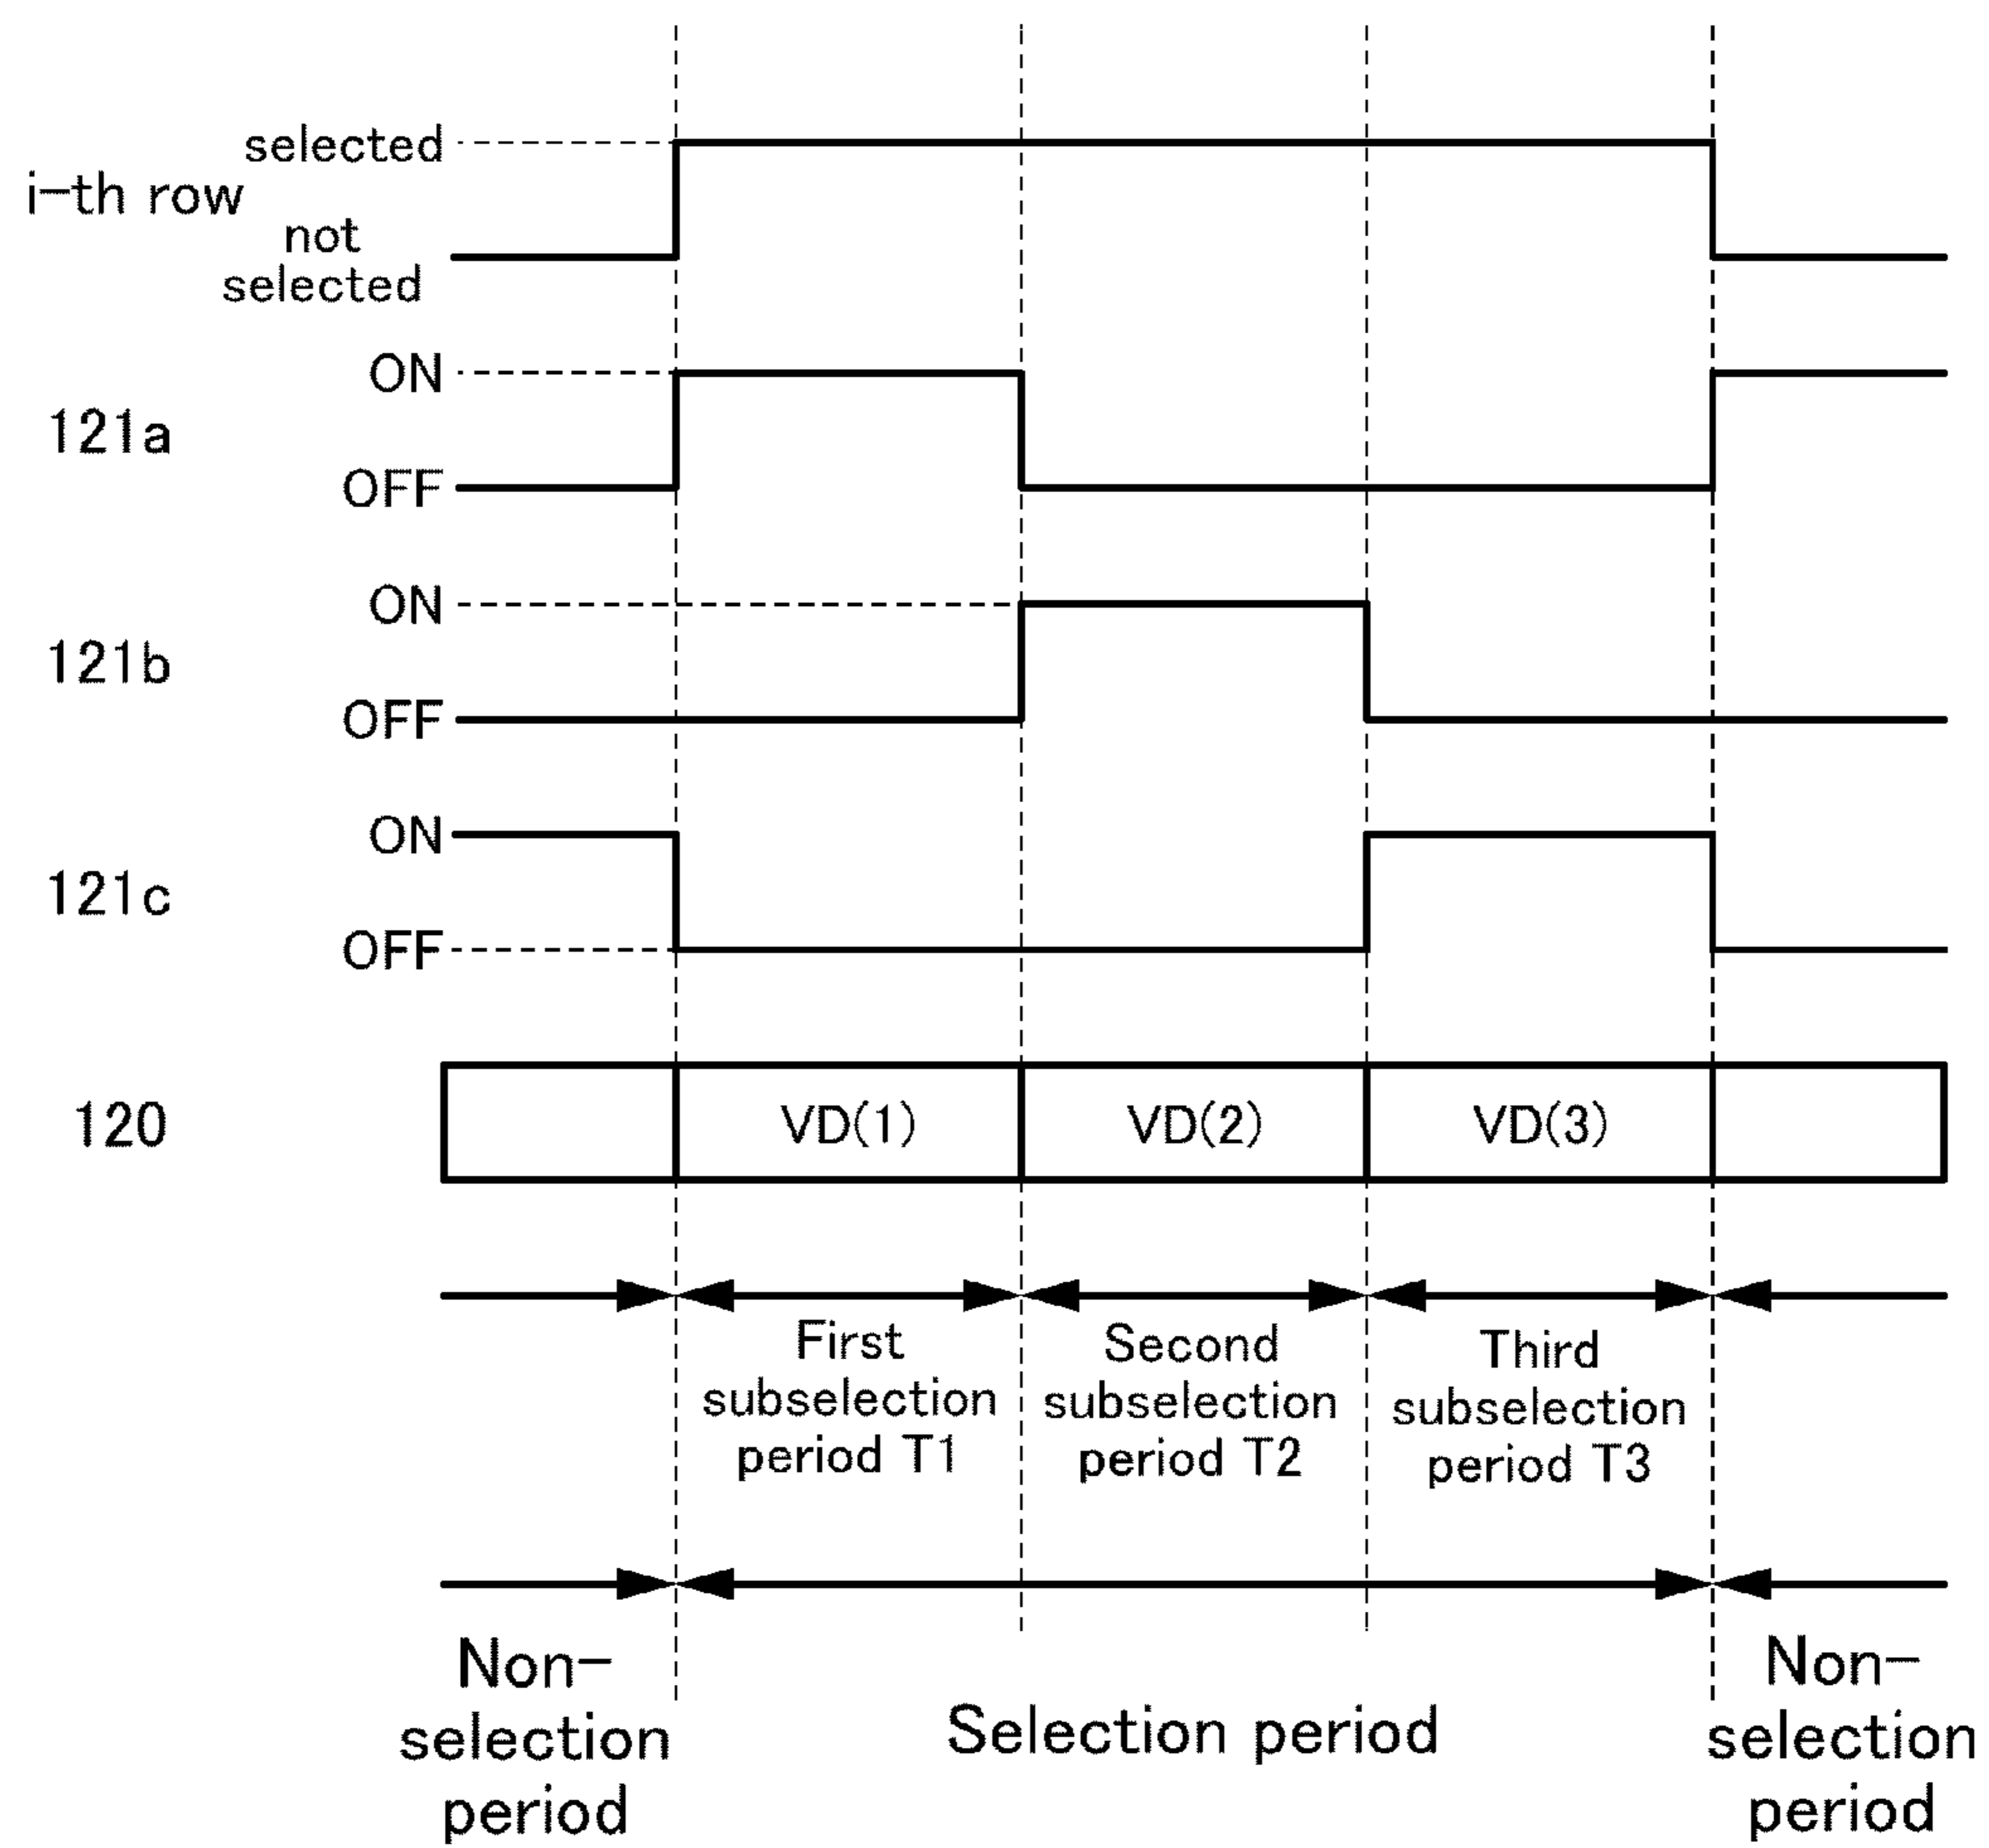 selected
i-th row
not
selected
ON
121a
OFF
ON
121b
OFF
ON
121c
OFF
120
VD(1)
VD(2)
VD(3)
First
subselection
period T1
Second
subselection
period T2
Third
subselection
period T3
Non-
selection
period
Selection period
Non-
selection
period